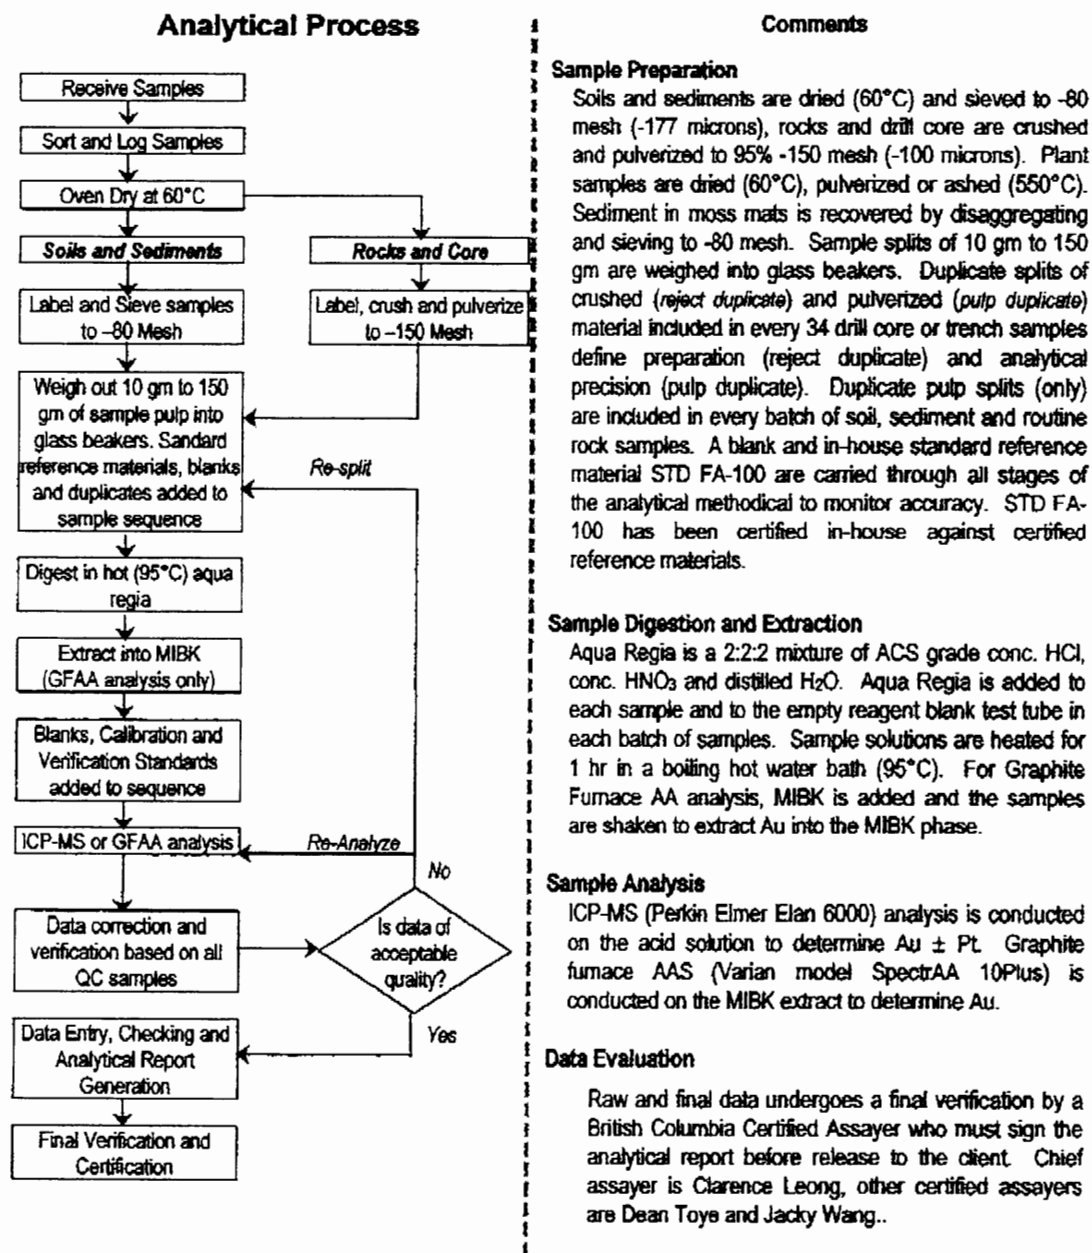 Analytical Process
Receive Samples
Sort and Log Samples
Oven Dry at 60°C
Soils and Sediments
Rocks and Core
Label and Sieve samples
to –80 Mesh
Label, crush and pulverize
to –150 Mesh
Weigh out 10 gm to 150
gm of sample pulp into
glass beakers. Sandard
reference materials, blanks
and duplicates added to
sample sequence
Re-split
Digest in hot (95°C) aqua
regia
Extract into MIBK
(GFAA analysis only)
Blanks, Calibration and
Verification Standards
added to sequence
ICP-MS or GFAA analysis
Re-Analyze
No
Data correction and
verification based on all
QC samples
Is data of
acceptable
quality?
Yes
Data Entry, Checking and
Analytical Report
Generation
Final Verification and
Certification
Comments
Sample Preparation
Soils and sediments are dried (60°C) and sieved to -80
mesh (-177 microns), rocks and drill core are crushed
and pulverized to 95% -150 mesh (-100 microns). Plant
samples are dried (60°C), pulverized or ashed (550°C).
Sediment in moss mats is recovered by disaggregating
and sieving to -80 mesh. Sample splits of 10 gm to 150
gm are weighed into glass beakers. Duplicate splits of
crushed (reject duplicate) and pulverized (pulp duplicate)
material included in every 34 drill core or trench samples
define preparation (reject duplicate) and analytical
precision (pulp duplicate). Duplicate pulp splits (only)
are included in every batch of soil, sediment and routine
rock samples. A blank and in-house standard reference
material STD FA-100 are carried through all stages of
the analytical methodical to monitor accuracy. STD FA-
100 has been certified in-house against certified
reference materials.
Sample Digestion and Extraction
Aqua Regia is a 2:2:2 mixture of ACS grade conc. HCl,
conc. HNO₃ and distilled H₂O. Aqua Regia is added to
each sample and to the empty reagent blank test tube in
each batch of samples. Sample solutions are heated for
1 hr in a boiling hot water bath (95°C). For Graphite
Furnace AA analysis, MIBK is added and the samples
are shaken to extract Au into the MIBK phase.
Sample Analysis
ICP-MS (Perkin Elmer Elan 6000) analysis is conducted
on the acid solution to determine Au ± Pt. Graphite
furnace AAS (Varian model SpectrAA 10Plus) is
conducted on the MIBK extract to determine Au.
Data Evaluation
Raw and final data undergoes a final verification by a
British Columbia Certified Assayer who must sign the
analytical report before release to the client. Chief
assayer is Clarence Leong, other certified assayers
are Dean Toye and Jacky Wang..